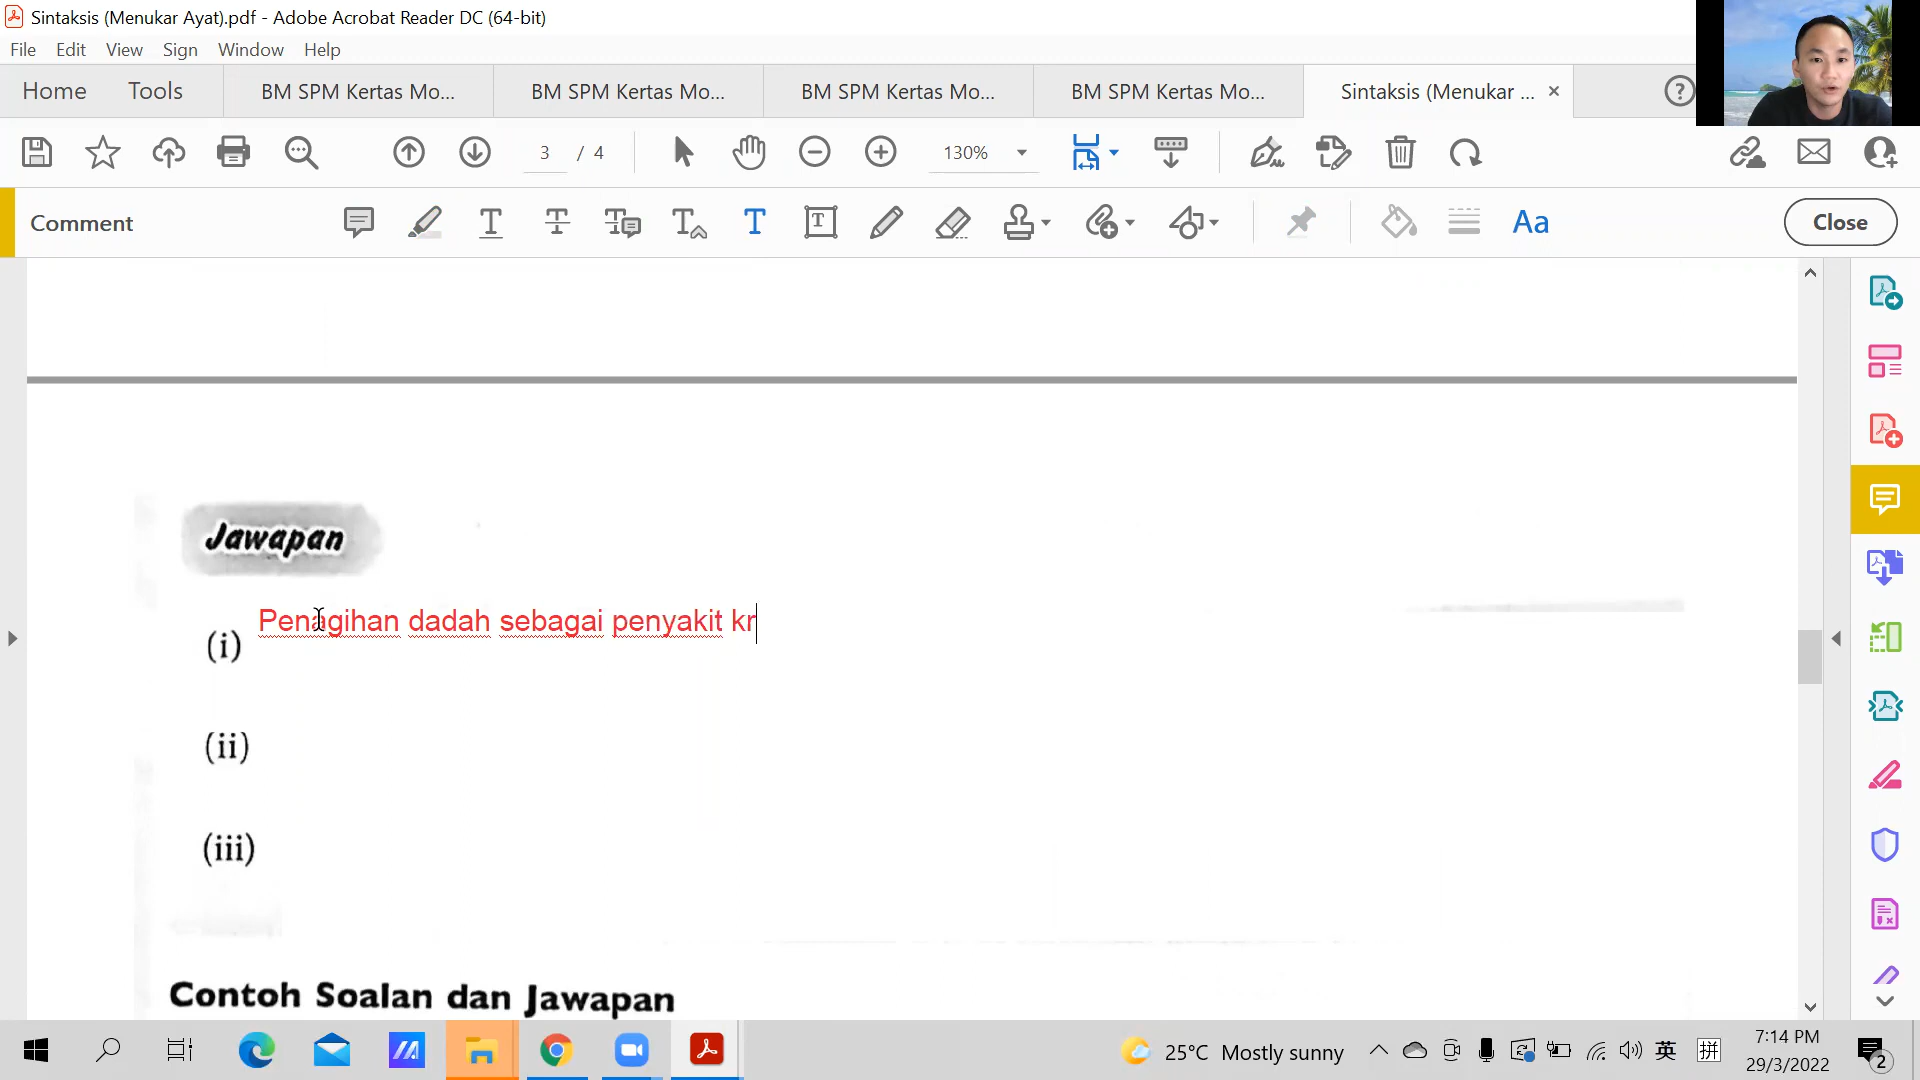 Sintaksis (Menukar Ayat).pdf - Adobe Acrobat Reader DC (64-bit)
File Edit View Sign Window Help
Home Tools BM SPM Kertas Mo... BM SPM Kertas Mo... BM SPM Kertas Mo... BM SPM Kertas Mo... Sintaksis (Menukar ... ×
3 / 4 130%
Comment Aa Close
Jawapan
Penagihan dadah sebagai penyakit kr
(i)
(ii)
(iii)
Contoh Soalan dan Jawapan
25°C Mostly sunny 英 拼 7:14 PM
29/3/2022 2